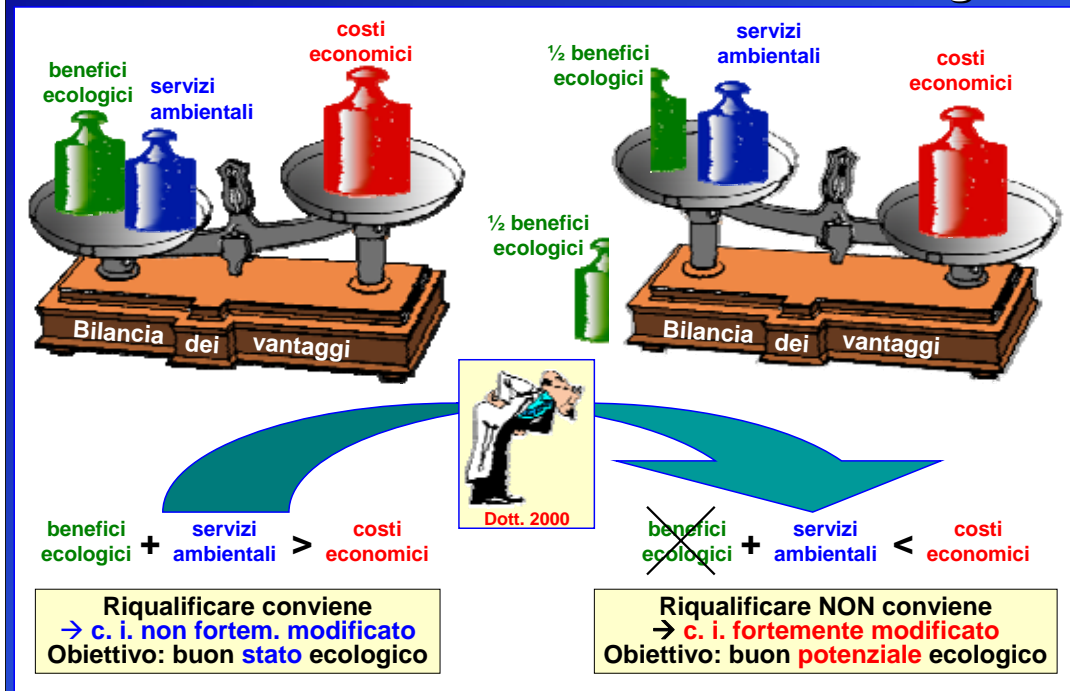 benefici
ecologici
servizi
ambientali
costi
economici
½ benefici
ecologici
servizi
ambientali
costi
economici
½ benefici
ecologici
Bilancia dei vantaggi
Bilancia dei vantaggi
Dott. 2000
benefici
ecologici
+
servizi
ambientali
>
costi
economici
benefici
ecologici
+
servizi
ambientali
<
costi
economici
Riqualificare conviene
→ c. i. non fortem. modificato
Obiettivo: buon stato ecologico
Riqualificare NON conviene
→ c. i. fortemente modificato
Obiettivo: buon potenziale ecologico